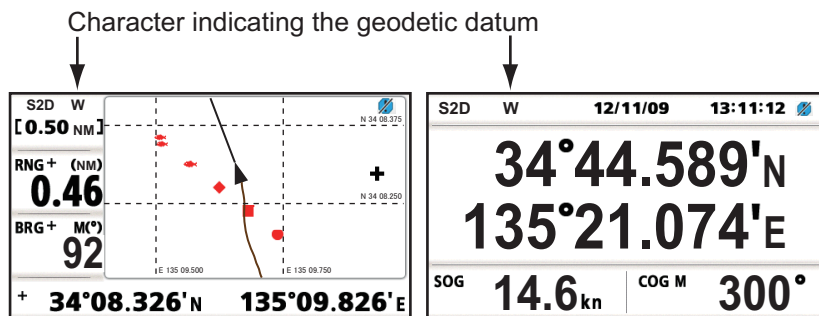 Character indicating the geodetic datum
S2D W
[0.50 NM]
RNG+ (NM)
0.46
BRG+ M(°)
92
N 34 08.375
N 34 08.250
E 135 09.500 E 135 09.750
+ 34°08.326'N 135°09.826'E
S2D W 12/11/09 13:11:12
34°44.589'N
135°21.074'E
SOG 14.6kn COG M 300°